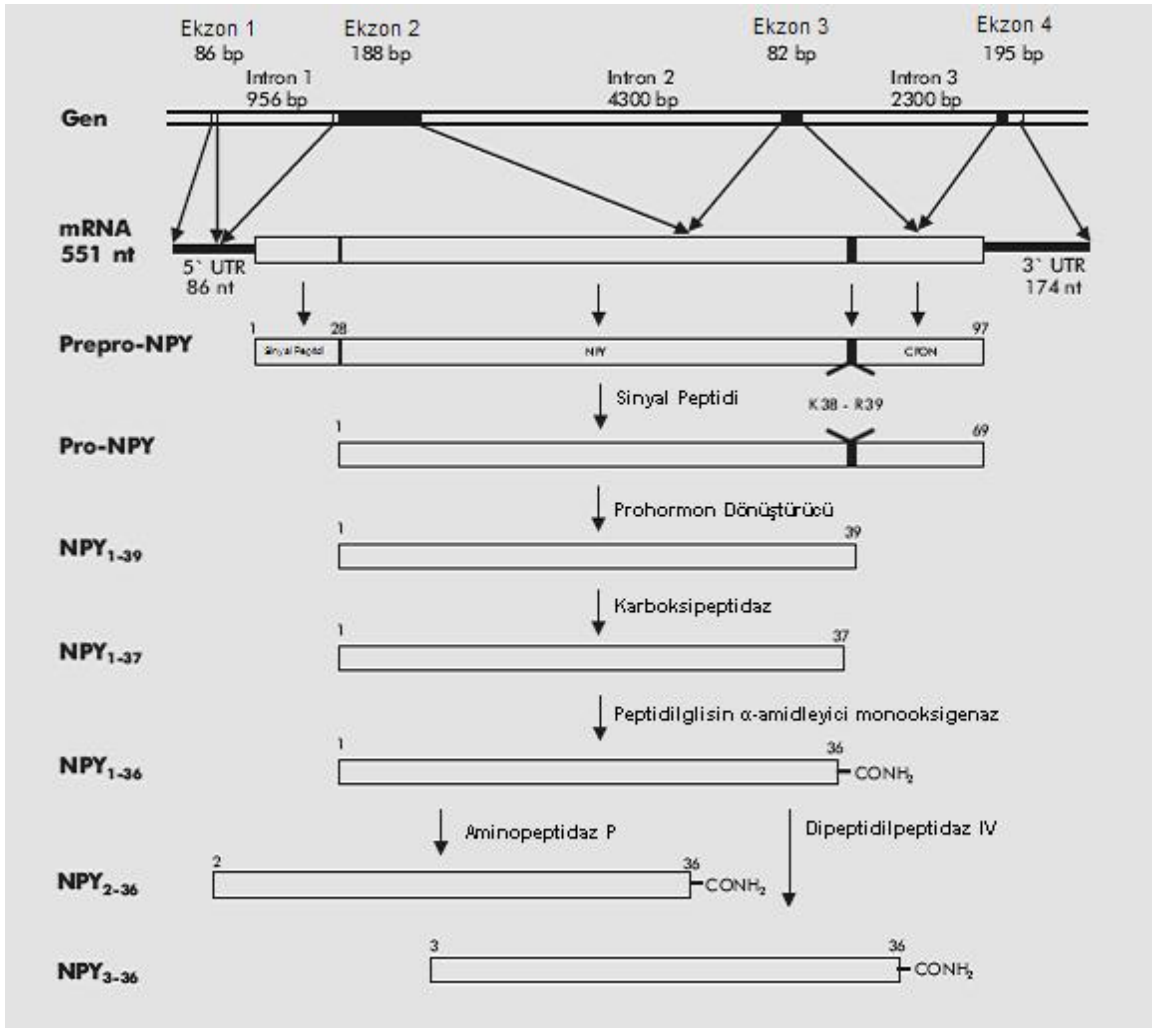 Ekzon 1
86 bp
Ekzon 2
188 bp
Ekzon 3
82 bp
Ekzon 4
195 bp
Intron 1
956 bp
Intron 2
4300 bp
Intron 3
2300 bp
Gen
mRNA
551 nt
5` UTR
86 nt
3` UTR
174 nt
1 28 97
Prepro-NPY
Sinyal Peptidi NPY CPON
Sinyal Peptidi
K38 - R39
1 69
Pro-NPY
Prohormon Dönüştürücü
1 39
NPY1-39
Karboksipeptidaz
1 37
NPY1-37
Peptidilglisin α-amidleyici monooksigenaz
1 36
NPY1-36 CONH2
Aminopeptidaz P Dipeptidilpeptidaz IV
2 36
NPY2-36 CONH2
3 36
NPY3-36 CONH2